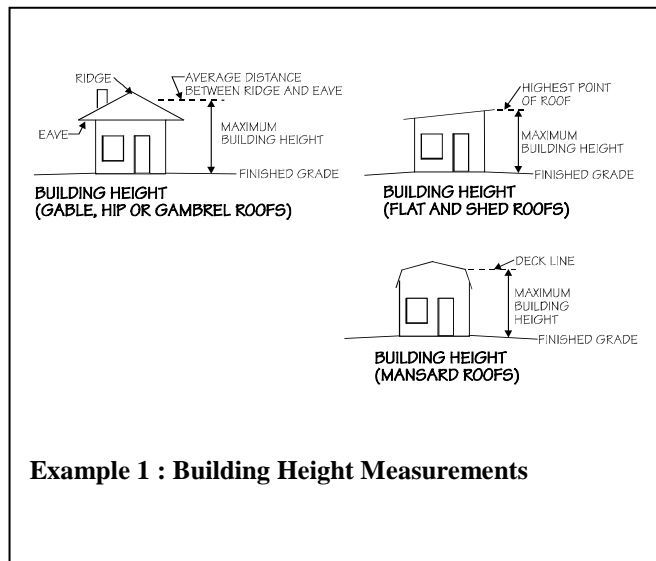 RIDGE
AVERAGE DISTANCE
BETWEEN RIDGE AND EAVE
EAVE
MAXIMUM
BUILDING HEIGHT
FINISHED GRADE
BUILDING HEIGHT
(GABLE, HIP OR GAMBREL ROOFS)
HIGHEST POINT
OF ROOF
MAXIMUM
BUILDING HEIGHT
FINISHED GRADE
BUILDING HEIGHT
(FLAT AND SHED ROOFS)
DECK LINE
MAXIMUM
BUILDING
HEIGHT
FINISHED GRADE
BUILDING HEIGHT
(MANSARD ROOFS)
Example 1 : Building Height Measurements